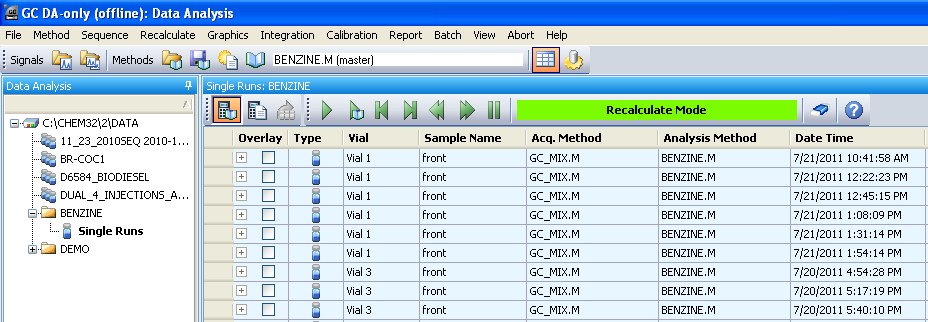 GC DA-only (offline): Data Analysis
File Method Sequence Recalculate Graphics Integration Calibration Report Batch View Abort Help
Signals Methods BENZINE.M (master)
Data Analysis
Single Runs: BENZINE
Recalculate Mode
C:\CHEM32\2\DATA
11_23_2010SEQ 2010-1...
BR-COC1
D6584_BIODIESEL
DUAL_4_INJECTIONS_A...
BENZINE
Single Runs
DEMO
Overlay Type Vial Sample Name Acq. Method Analysis Method Date Time
Vial 1 front GC_MIX.M BENZINE.M 7/21/2011 10:41:58 AM
Vial 1 front GC_MIX.M BENZINE.M 7/21/2011 12:22:23 PM
Vial 1 front GC_MIX.M BENZINE.M 7/21/2011 12:45:15 PM
Vial 1 front GC_MIX.M BENZINE.M 7/21/2011 1:08:09 PM
Vial 1 front GC_MIX.M BENZINE.M 7/21/2011 1:31:14 PM
Vial 1 front GC_MIX.M BENZINE.M 7/21/2011 1:54:14 PM
Vial 3 front GC_MIX.M BENZINE.M 7/20/2011 4:54:28 PM
Vial 3 front GC_MIX.M BENZINE.M 7/20/2011 5:17:19 PM
Vial 3 front GC_MIX.M BENZINE.M 7/20/2011 5:40:10 PM